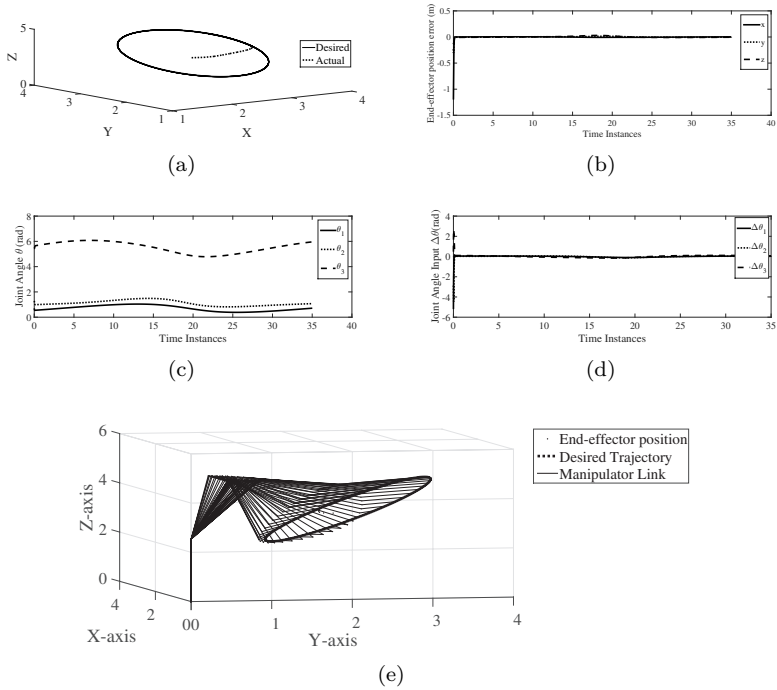 5
Z
0
4
3
2
1
1
2
3
4
Y
X
Desired
Actual
(a)
End-effector position error (m)
0.5
0
-0.5
-1
-1.5
0
5
10
15
20
25
30
35
40
Time Instances
x
y
z
(b)
Joint Angle θ (rad)
8
6
4
2
0
0
5
10
15
20
25
30
35
40
Time Instances
θ1
θ2
θ3
(c)
Joint Angle Input Δθ(rad)
4
2
0
-2
-4
-6
0
5
10
15
20
25
30
35
Time Instances
Δθ1
Δθ2
Δθ3
(d)
6
4
2
0
Z-axis
4
2
0
0
1
2
3
4
X-axis
Y-axis
End-effector position
Desired Trajectory
Manipulator Link
(e)